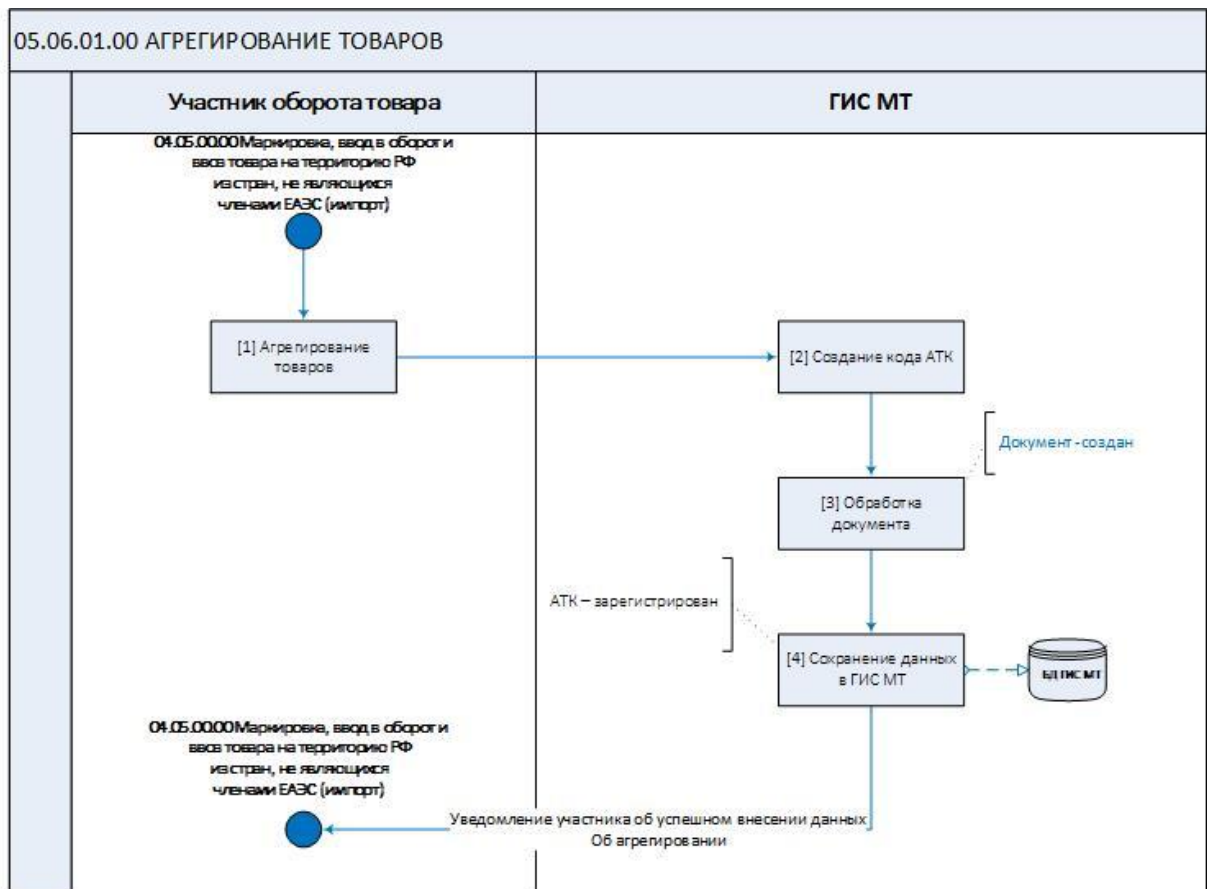 05.06.01.00 АГРЕГИРОВАНИЕ ТОВАРОВ
Участник оборота товара
ГИС МТ
04.05.00.00 Маркировка, ввод в оборот и
ввоз товара на территорию РФ
из стран, не являющихся
членами ЕАЭС (импорт)
[1] Агрегирование
товаров
[2] Создание кода АТК
Документ - создан
[3] Обработка
документа
АТК – зарегистрирован
[4] Сохранение данных
в ГИС МТ
БД ГИС МТ
04.05.00.00 Маркировка, ввод в оборот и
ввоз товара на территорию РФ
из стран, не являющихся
членами ЕАЭС (импорт)
Уведомление участника об успешном внесении данных
Об агрегировании